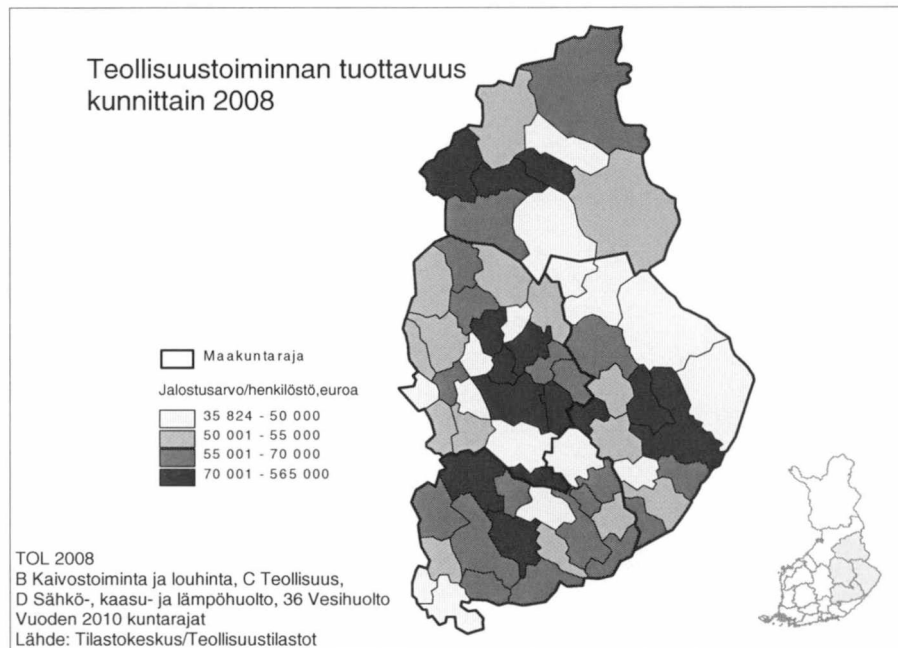 Teollisuustoiminnan tuottavuus
kunnittain 2008
Maakuntaraja
Jalostusarvo/henkilöstö,euroa
35 824 - 50 000
50 001 - 55 000
55 001 - 70 000
70 001 - 565 000
TOL 2008
B Kaivostoiminta ja louhinta, C Teollisuus,
D Sähkö-, kaasu- ja lämpöhuolto, 36 Vesihuolto
Vuoden 2010 kuntarajat
Lähde: Tilastokeskus/Teollisuustilastot